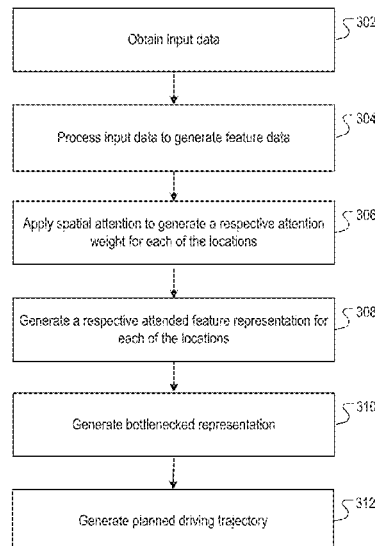 302
Obtain input data
304
Process input data to generate feature data
306
Apply spatial attention to generate a respective attention
weight for each of the locations
308
Generate a respective attended feature representation for
each of the locations
310
Generate bottlenecked representation
312
Generate planned driving trajectory